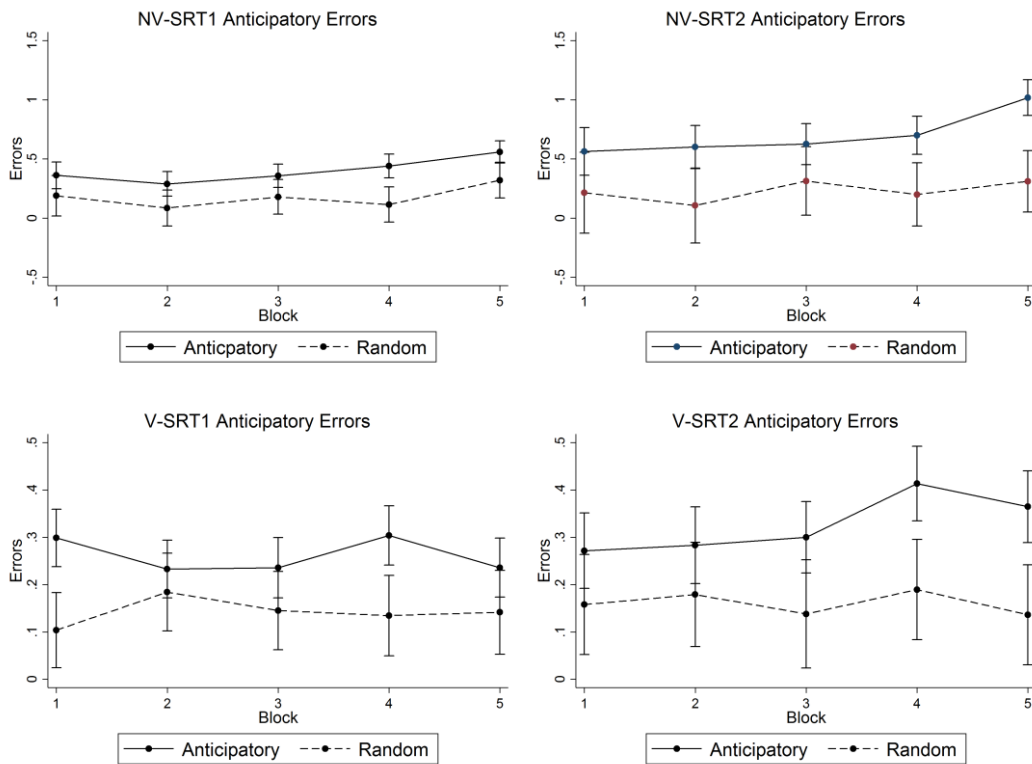 NV-SRT1 Anticipatory Errors
1.5
1
.5
0
-.5
Errors
1 2 3 4 5
Block
Anticpatory Random
NV-SRT2 Anticipatory Errors
1.5
1
.5
0
-.5
Errors
1 2 3 4 5
Block
Anticipatory Random
V-SRT1 Anticipatory Errors
.5
.4
.3
.2
.1
0
Errors
1 2 3 4 5
Block
Anticipatory Random
V-SRT2 Anticipatory Errors
.5
.4
.3
.2
.1
0
Errors
1 2 3 4 5
Block
Anticipatory Random